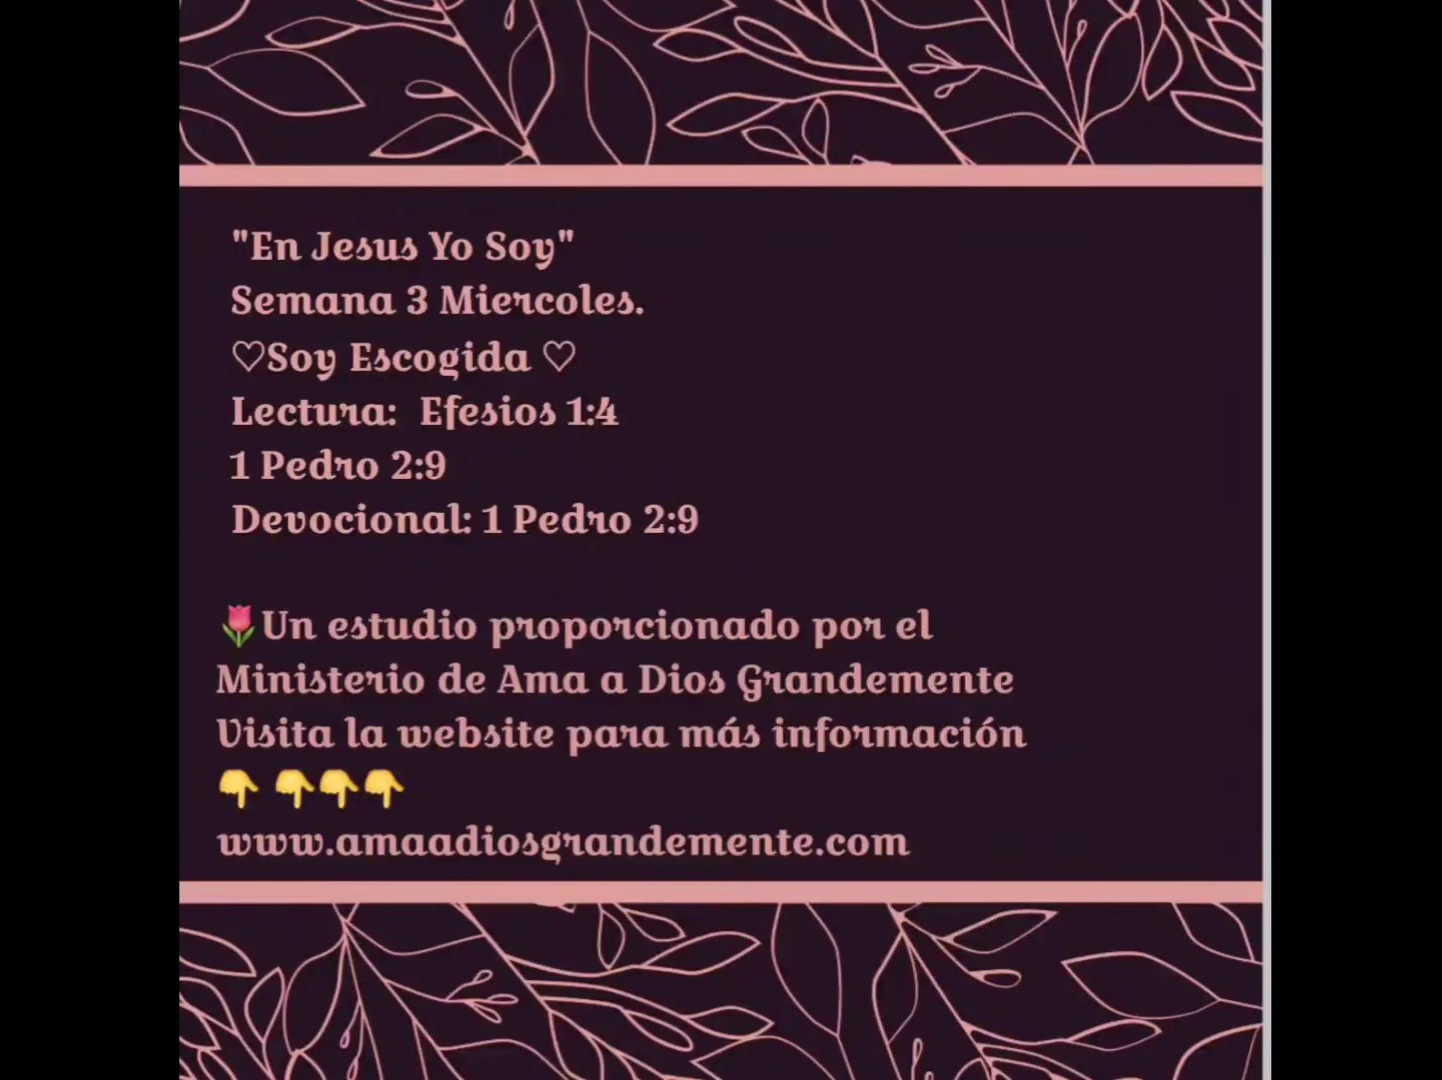 "En Jesus Yo Soy"
Semana 3 Miercoles.
♡Soy Escogida ♡
Lectura: Efesios 1:4
1 Pedro 2:9
Devocional: 1 Pedro 2:9
🌷Un estudio proporcionado por el
Ministerio de Ama a Dios Grandemente
Visita la website para más información
👇 👇👇👇
www.amaadiosgrandemente.com